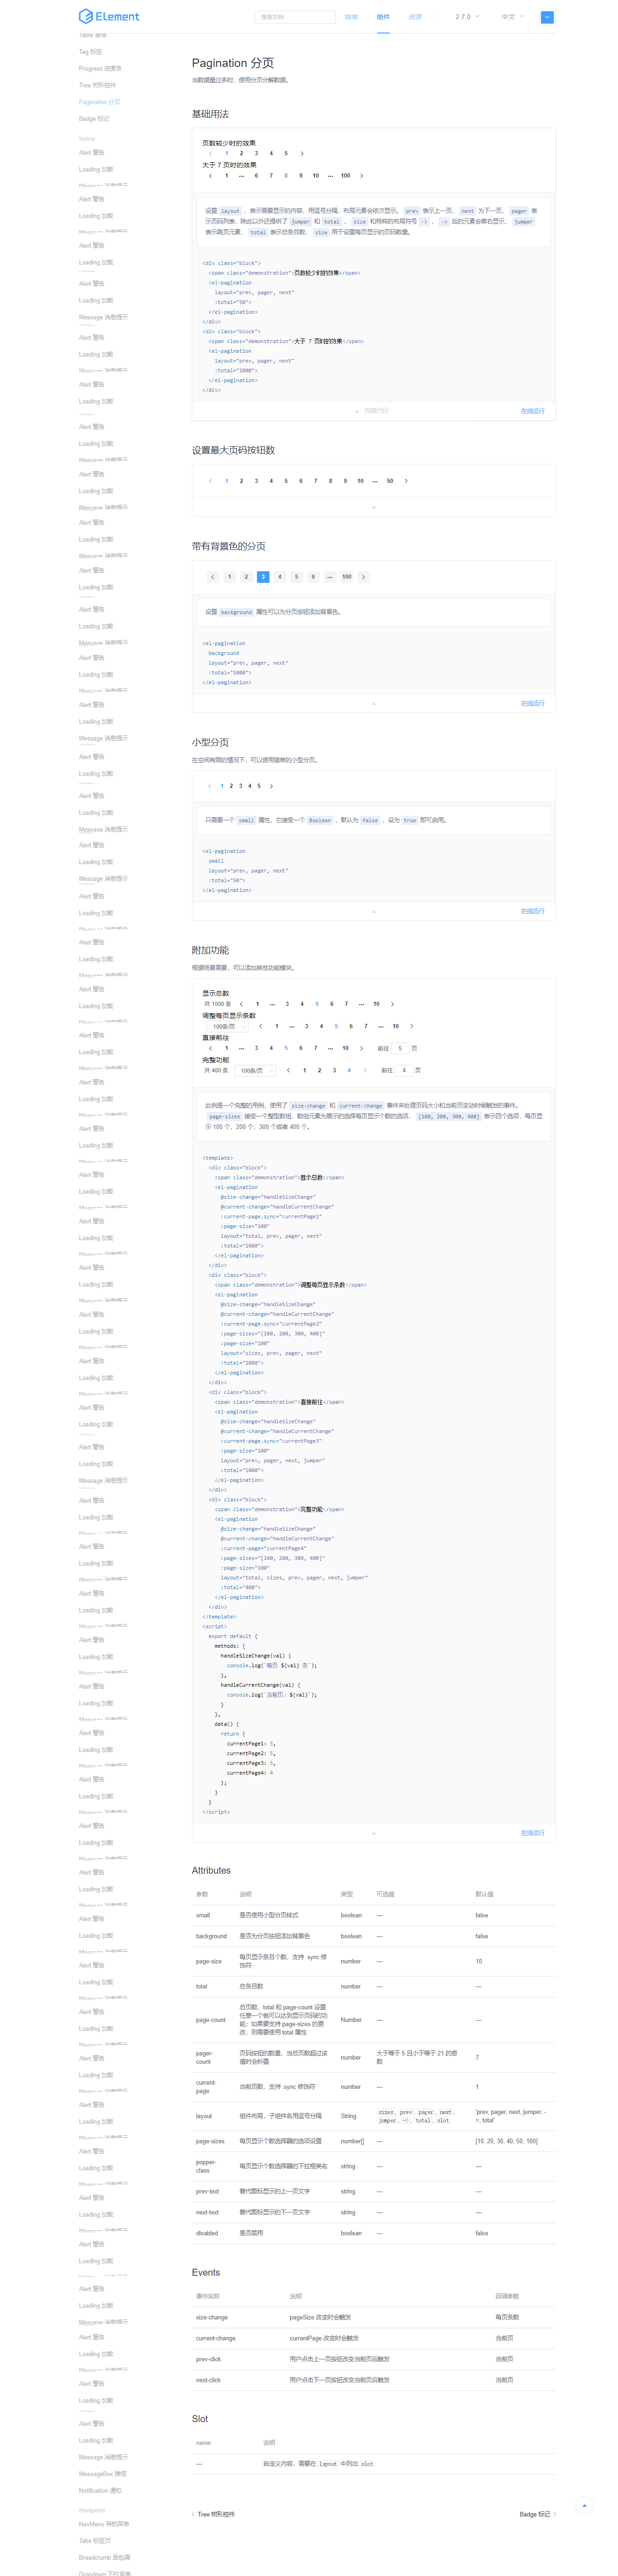 Element
搜索文档
指南
组件
资源
2.7.0
中文
Table 表格
Tag 标签
Progress 进度条
Tree 树形控件
Pagination 分页
Badge 标记
Notice
Alert 警告
Loading 加载
Message 消息提示
MessageBox 弹框
Notification 通知
Navigation
NavMenu 导航菜单
Tabs 标签页
Breadcrumb 面包屑
Dropdown 下拉菜单
Pagination 分页
当数据量过多时，使用分页分解数据。
基础用法
页数较少时的效果
1 2 3 4 5
大于 7 页时的效果
1 6 7 8 9 10 100
设置 layout ，表示需要显示的内容，用逗号分隔，布局元素会依次显示。 prev 表示上一页， next 为下一页， pager 表
示页码列表，除此以外还提供了 jumper 和 total ， size 和特殊的布局符号 -> ， -> 后的元素会靠右显示， jumper
表示跳页元素， total 表示总条目数， size 用于设置每页显示的页码数量。
<div class="block">
<span class="demonstration">页数较少时的效果</span>
<el-pagination
layout="prev, pager, next"
:total="50">
</el-pagination>
</div>
<div class="block">
<span class="demonstration">大于 7 页时的效果</span>
<el-pagination
layout="prev, pager, next"
:total="1000">
</el-pagination>
</div>
隐藏代码
在线运行
设置最大页码按钮数
1 2 3 4 5 6 7 8 9 10 50
带有背景色的分页
1 2 3 4 5 6 100
设置 background 属性可以为分页按钮添加背景色。
<el-pagination
background
layout="prev, pager, next"
:total="1000">
</el-pagination>
在线运行
小型分页
在空间有限的情况下，可以使用简单的小型分页。
1 2 3 4 5
只需要一个 small 属性，它接受一个 Boolean ，默认为 false ，设为 true 即可启用。
<el-pagination
small
layout="prev, pager, next"
:total="50">
</el-pagination>
在线运行
附加功能
根据场景需要，可以添加其他功能模块。
显示总数
共 1000 条 1 3 4 5 6 7 10
调整每页显示条数
100条/页 1 3 4 5 6 7 10
直接前往
1 3 4 5 6 7 10 前往 5 页
完整功能
共 400 条 100条/页 1 2 3 4 前往 4 页
此例是一个完整的用例，使用了 size-change 和 current-change 事件来处理页码大小和当前页变动时候触发的事件。
page-sizes 接受一个整型数组，数组元素为展示的选择每页显示个数的选项， [100, 200, 300, 400] 表示四个选项，每页显
示 100 个，200 个，300 个或者 400 个。
<template>
<div class="block">
<span class="demonstration">显示总数</span>
<el-pagination
@size-change="handleSizeChange"
@current-change="handleCurrentChange"
:current-page.sync="currentPage1"
:page-size="100"
layout="total, prev, pager, next"
:total="1000">
</el-pagination>
</div>
<div class="block">
<span class="demonstration">调整每页显示条数</span>
<el-pagination
@size-change="handleSizeChange"
@current-change="handleCurrentChange"
:current-page.sync="currentPage2"
:page-sizes="[100, 200, 300, 400]"
:page-size="100"
layout="sizes, prev, pager, next"
:total="1000">
</el-pagination>
</div>
<div class="block">
<span class="demonstration">直接前往</span>
<el-pagination
@size-change="handleSizeChange"
@current-change="handleCurrentChange"
:current-page.sync="currentPage3"
:page-size="100"
layout="prev, pager, next, jumper"
:total="1000">
</el-pagination>
</div>
<div class="block">
<span class="demonstration">完整功能</span>
<el-pagination
@size-change="handleSizeChange"
@current-change="handleCurrentChange"
:current-page="currentPage4"
:page-sizes="[100, 200, 300, 400]"
:page-size="100"
layout="total, sizes, prev, pager, next, jumper"
:total="400">
</el-pagination>
</div>
</template>
<script>
export default {
methods: {
handleSizeChange(val) {
console.log(`每页 ${val} 条`);
},
handleCurrentChange(val) {
console.log(`当前页: ${val}`);
}
},
data() {
return {
currentPage1: 5,
currentPage2: 5,
currentPage3: 5,
currentPage4: 4
};
}
}
</script>
在线运行
Attributes
参数 说明 类型 可选值 默认值
small 是否使用小型分页样式 boolean — false
background 是否为分页按钮添加背景色 boolean — false
page-size 每页显示条目个数，支持 .sync 修饰符 number — 10
total 总条目数 number — —
page-count 总页数，total 和 page-count 设置任意一个就可以达到显示页码的功能；如果要支持 page-sizes 的更改，则需要使用 total 属性 Number — —
pager-count 页码按钮的数量，当总页数超过该值时会折叠 number 大于等于 5 且小于等于 21 的奇数 7
current-page 当前页数，支持 .sync 修饰符 number — 1
layout 组件布局，子组件名用逗号分隔 String sizes, prev, pager, next, jumper, ->, total, slot 'prev, pager, next, jumper, ->, total'
page-sizes 每页显示个数选择器的选项设置 number[] — [10, 20, 30, 40, 50, 100]
popper-class 每页显示个数选择器的下拉框类名 string — —
prev-text 替代图标显示的上一页文字 string — —
next-text 替代图标显示的下一页文字 string — —
disabled 是否禁用 boolean — false
Events
事件名称 说明 回调参数
size-change pageSize 改变时会触发 每页条数
current-change currentPage 改变时会触发 当前页
prev-click 用户点击上一页按钮改变当前页后触发 当前页
next-click 用户点击下一页按钮改变当前页后触发 当前页
Slot
name 说明
— 自定义内容，需要在 layout 中列出 slot
Tree 树形控件
Badge 标记